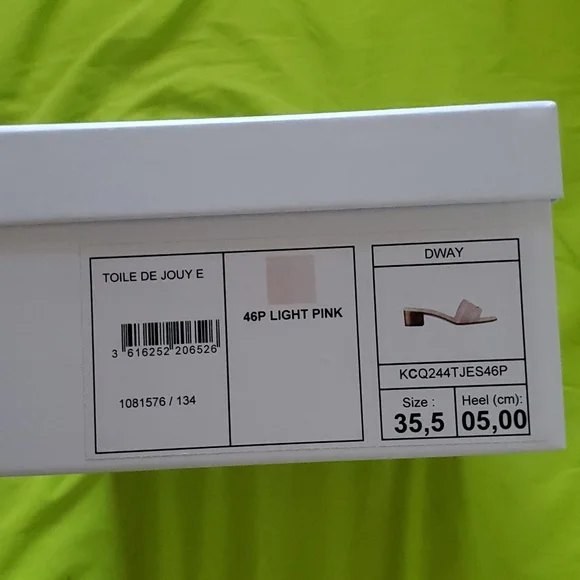 TOILE DE JOUY E
3 616252 206526
1081576 / 134
46P LIGHT PINK
DWAY
KCQ244TJES46P
Size : Heel (cm):
35,5 05,00